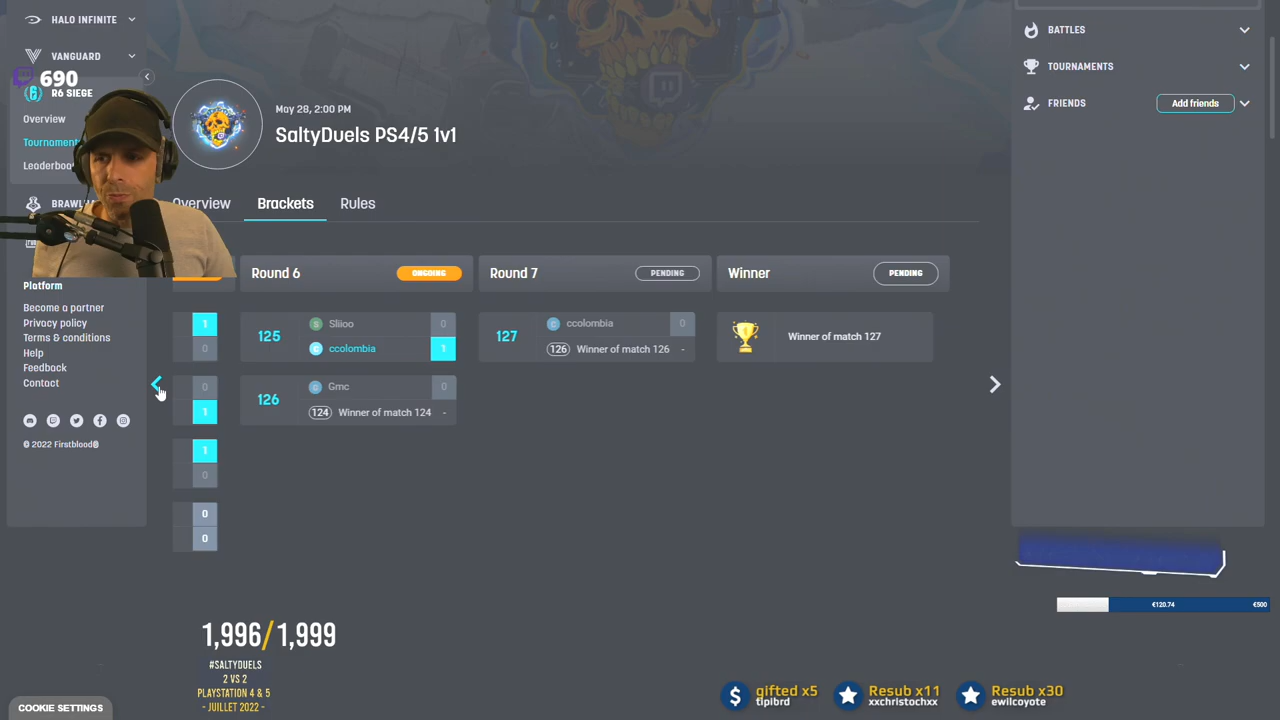 HALO INFINITE
VANGUARD
690
R6 SIEGE
Overview
Tournament
Leaderboa
BRAWL
Platform
Become a partner
Privacy policy
Terms & conditions
Help
Feedback
Contact
© 2022 Firstblood®
COOKIE SETTINGS
May 28, 2:00 PM
SaltyDuels PS4/5 1v1
Overview
Brackets
Rules
Round 6
ONGOING
Round 7
PENDING
Winner
PENDING
1
0
0
1
1
0
0
0
125
S Sliioo 0
C ccolombia 1
126
C Gmc 0
124 Winner of match 124 -
127
C ccolombia 0
126 Winner of match 126 -
Winner of match 127
BATTLES
TOURNAMENTS
FRIENDS
Add friends
€120.74
€500
1,996/1,999
#SALTYDUELS
2 VS 2
PLAYSTATION 4 & 5
- JUILLET 2022 -
$ gifted x5
tlplbrd
Resub x11
xxchristochxx
Resub x30
ewilcoyote